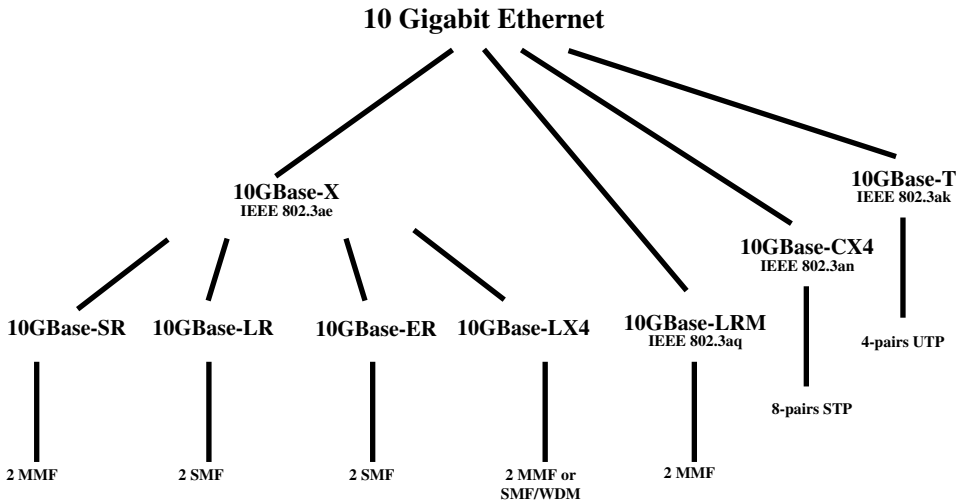 10 Gigabit Ethernet
10GBase-X
IEEE 802.3ae
10GBase-T
IEEE 802.3ak
10GBase-CX4
IEEE 802.3an
10GBase-SR
10GBase-LR
10GBase-ER
10GBase-LX4
10GBase-LRM
IEEE 802.3aq
4-pairs UTP
8-pairs STP
2 MMF
2 SMF
2 SMF
2 MMF or
SMF/WDM
2 MMF